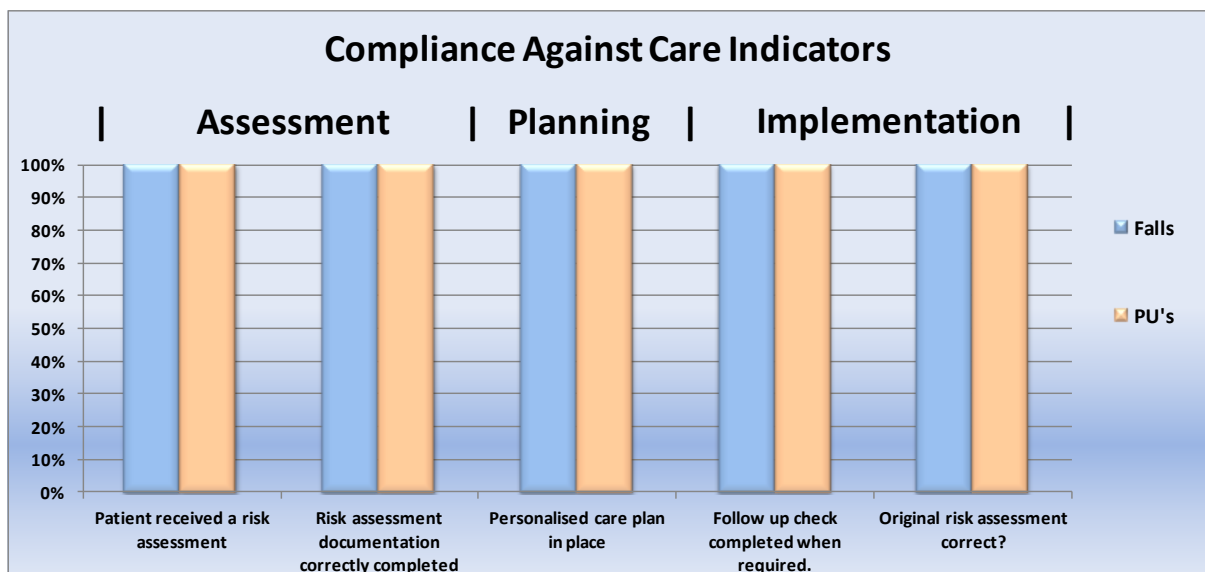 Compliance Against Care Indicators
| Assessment | Planning | Implementation |
100%
90%
80%
70%
60%
50%
40%
30%
20%
10%
0%
Patient received a risk
assessment
Risk assessment
documentation
correctly completed
Personalised care plan
in place
Follow up check
completed when
required.
Original risk assessment
correct?
Falls
PU's